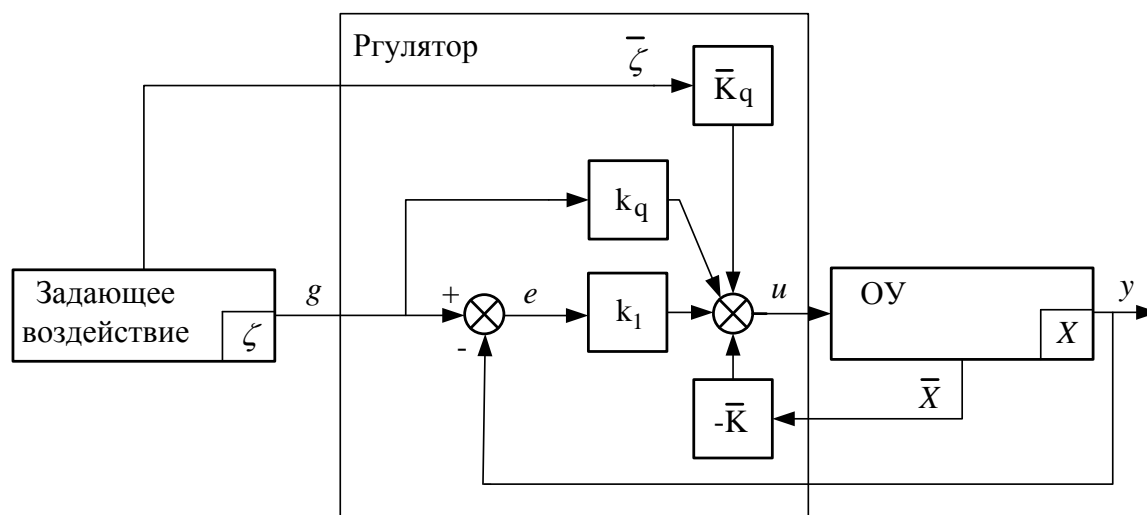 Ргулятор
ζ̅
K̅q
kq
Задающее
воздействие
ζ
g
+
-
e
k1
u
ОУ
X
y
X̅
-K̅